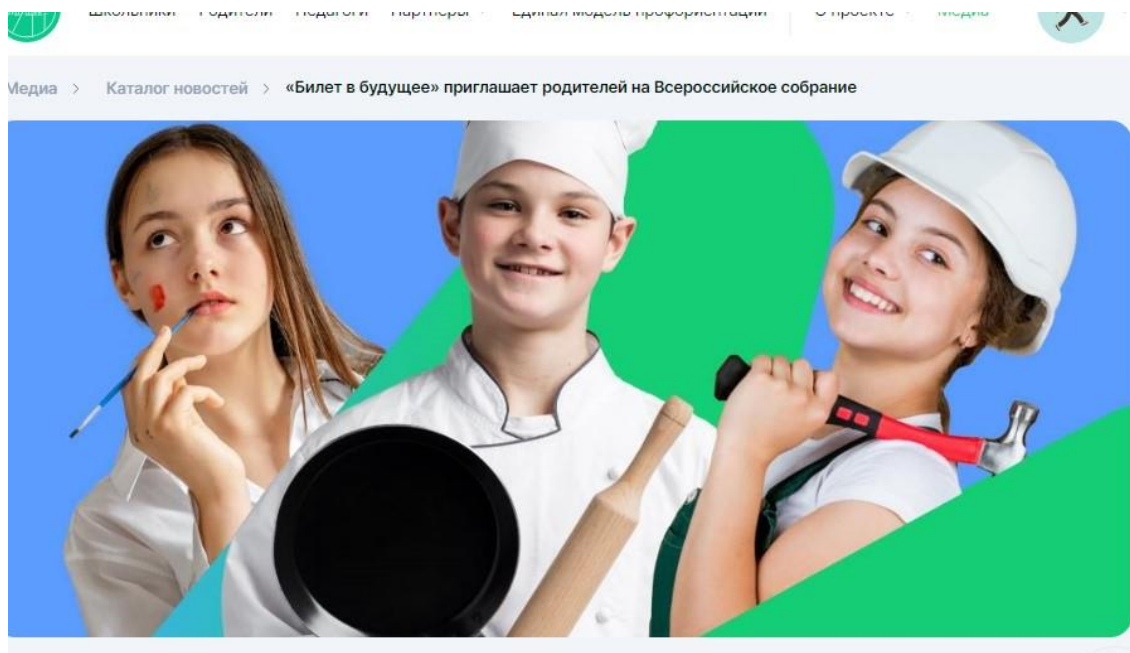 Школьники Родители Педагоги Партнеры Единая модель профориентации О проекте Медиа
Медиа > Каталог новостей > «Билет в будущее» приглашает родителей на Всероссийское собрание